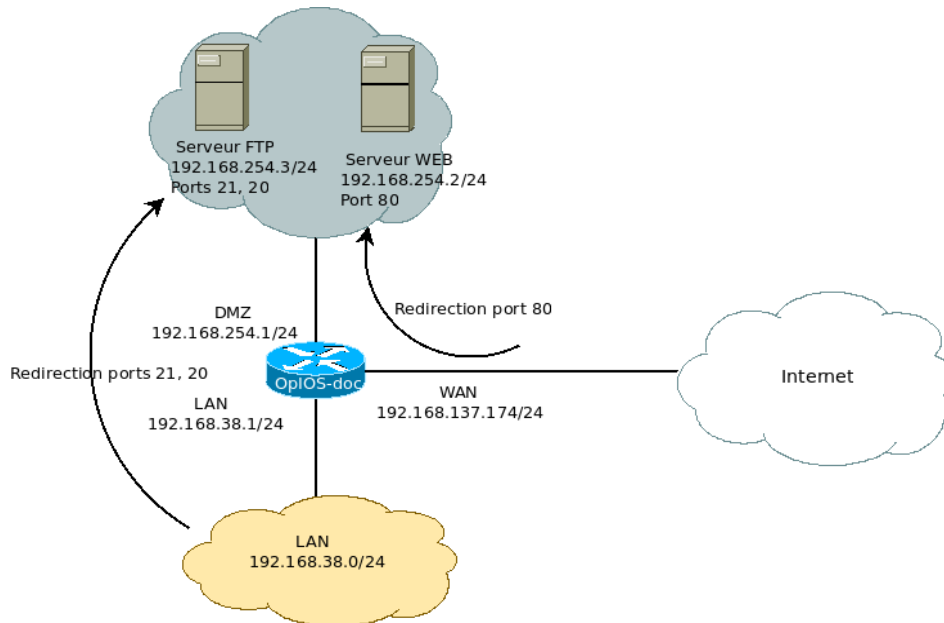 Serveur FTP
192.168.254.3/24
Ports 21, 20
Serveur WEB
192.168.254.2/24
Port 80
DMZ
192.168.254.1/24
Redirection port 80
Redirection ports 21, 20
OpIOS-doc
LAN
192.168.38.1/24
WAN
192.168.137.174/24
Internet
LAN
192.168.38.0/24